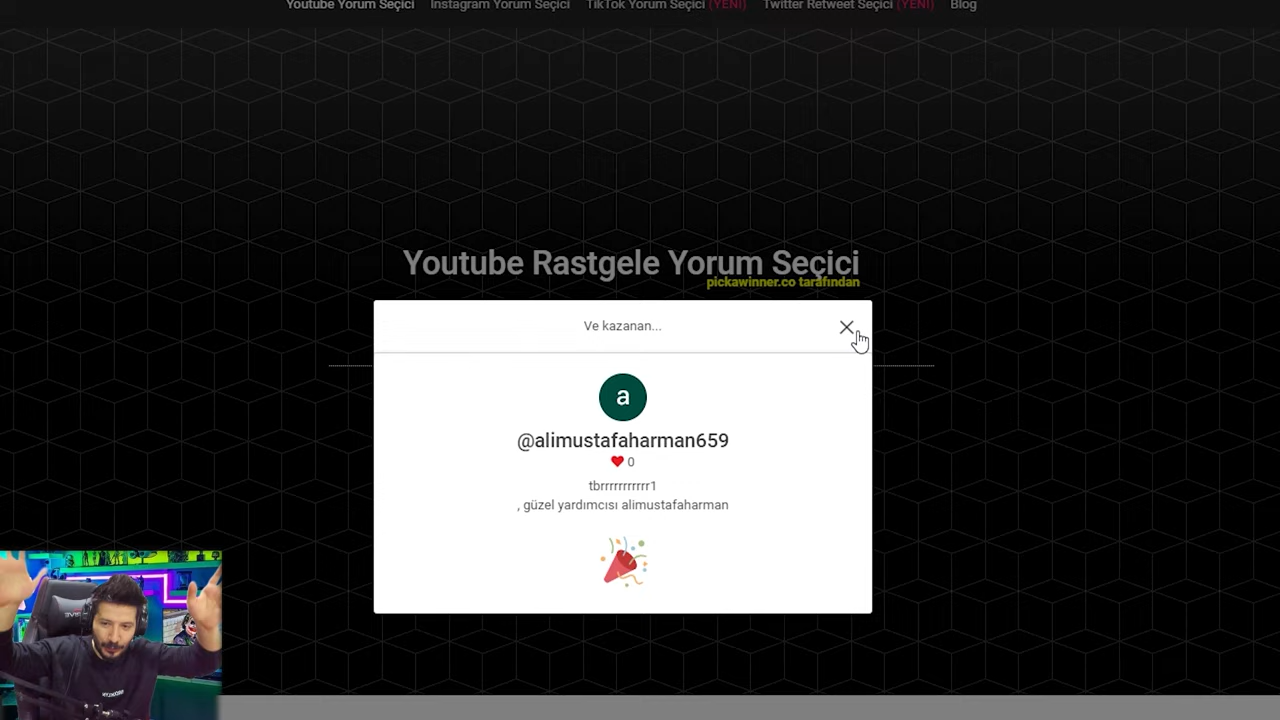 Youtube Yorum Seçici Instagram Yorum Seçici TikTok Yorum Seçici (YENİ) Twitter Retweet Seçici (YENİ) Blog
Youtube Rastgele Yorum Seçici
pickawinner.co tarafından
Ve kazanan...
a
@alimustafaharman659
0
tbrrrrrrrrrrr1
, güzel yardımcısı alimustafaharman